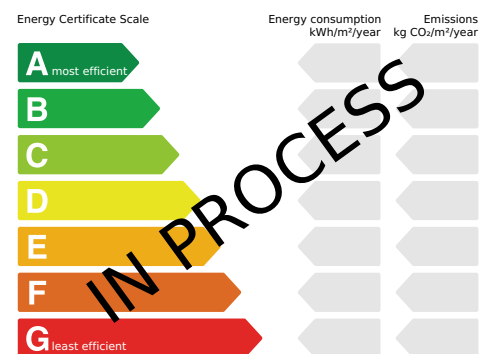 Energy Certificate Scale
Energy consumption
kWh/m²/year
Emissions
kg CO₂/m²/year
A most efficient
B
C
D
E
F
G least efficient
IN PROCESS